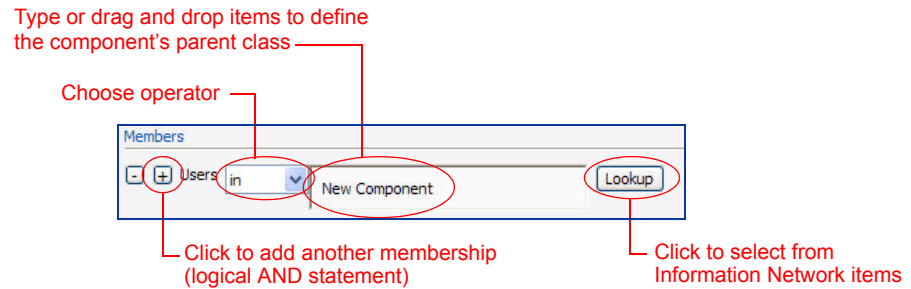 Type or drag and drop items to define
the component's parent class
Choose operator
Members
- + Users in New Component Lookup
Click to add another membership
(logical AND statement)
Click to select from
Information Network items